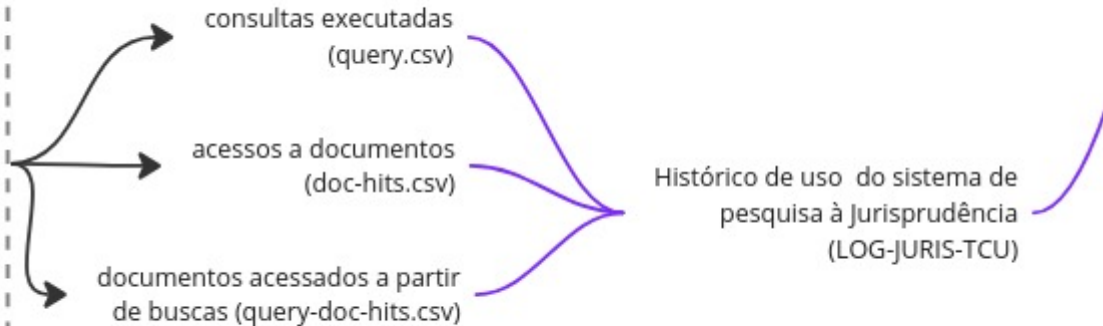 consultas executadas
(query.csv)
acessos a documentos
(doc-hits.csv)
documentos acessados a partir
de buscas (query-doc-hits.csv)
Histórico de uso  do sistema de
pesquisa à Jurisprudência
(LOG-JURIS-TCU)